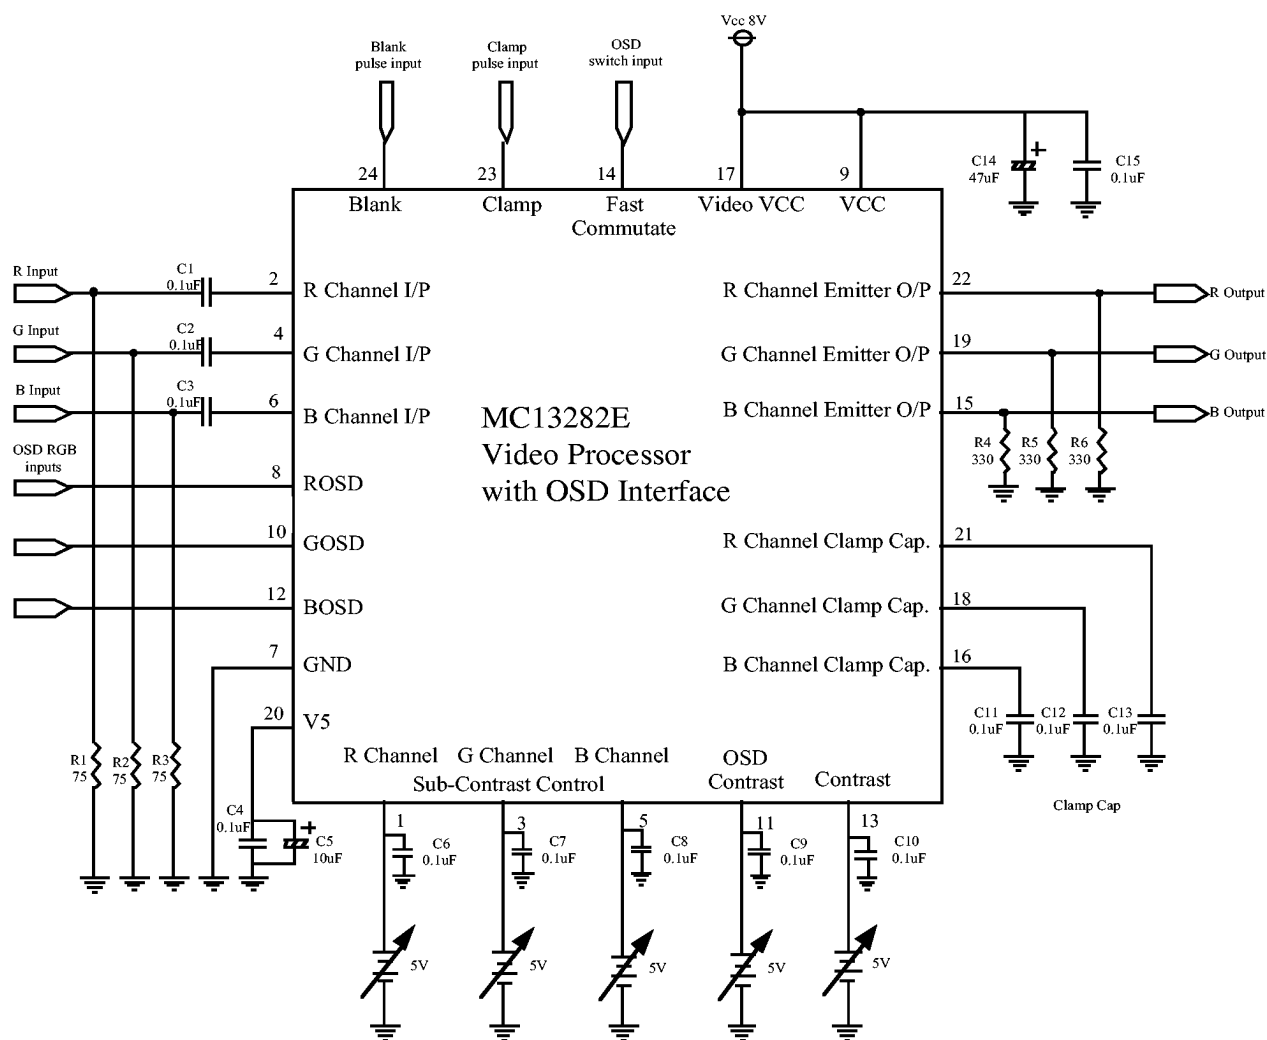 Vcc 8V
Blank
pulse input
Clamp
pulse input
OSD
switch input
24
23
14
17
9
C14
47uF
+
C15
0.1uF
Blank
Clamp
Fast
Commutate
Video VCC
VCC
R Input
C1
0.1uF
2
R Channel I/P
R Channel Emitter O/P
22
R Output
G Input
C2
0.1uF
4
G Channel I/P
G Channel Emitter O/P
19
G Output
B Input
C3
0.1uF
6
B Channel I/P
B Channel Emitter O/P
15
B Output
MC13282E
Video Processor
with OSD Interface
R4
330
R5
330
R6
330
OSD RGB
inputs
8
ROSD
10
GOSD
R Channel Clamp Cap.
21
12
BOSD
G Channel Clamp Cap.
18
7
GND
B Channel Clamp Cap.
16
20
V5
C11
0.1uF
C12
0.1uF
C13
0.1uF
Clamp Cap
R1
75
R2
75
R3
75
R Channel
G Channel
B Channel
Sub-Contrast Control
OSD
Contrast
Contrast
C4
0.1uF
+
C5
10uF
1
3
5
11
13
C6
0.1uF
C7
0.1uF
C8
0.1uF
C9
0.1uF
C10
0.1uF
5V
5V
5V
5V
5V